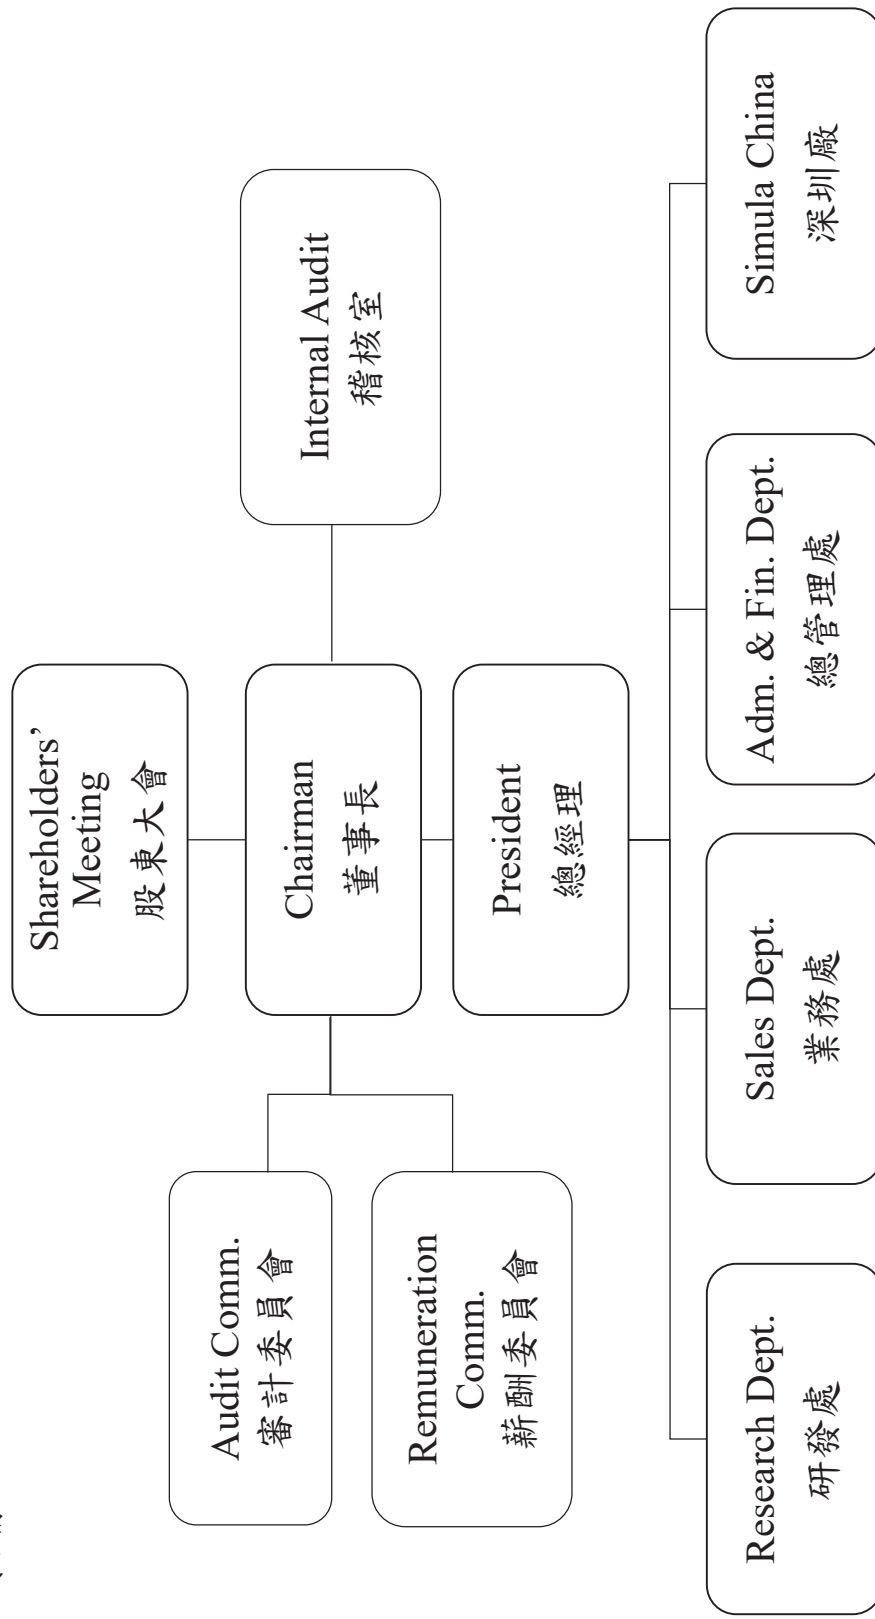 Shareholders’
Meeting
股東大會
Audit Comm.
審計委員會
Chairman
董事長
Internal Audit
稽核室
Remuneration
Comm.
薪酬委員會
President
總經理
Research Dept.
研發處
Sales Dept.
業務處
Adm. & Fin. Dept.
總管理處
Simula China
深圳廠